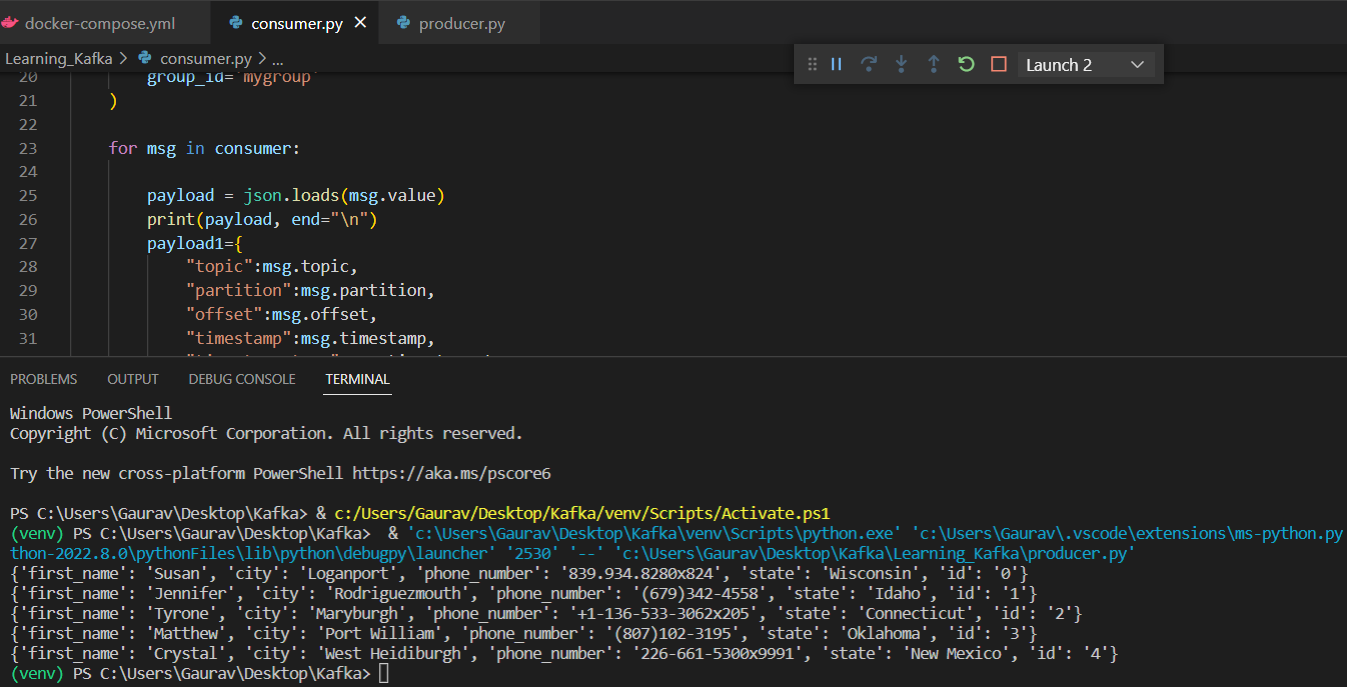 docker-compose.yml consumer.py producer.py
Learning_Kafka > consumer.py > ...
Launch 2
20 group_id='mygroup'
21 )
22
23 for msg in consumer:
24
25 payload = json.loads(msg.value)
26 print(payload, end="\n")
27 payload1={
28 "topic":msg.topic,
29 "partition":msg.partition,
30 "offset":msg.offset,
31 "timestamp":msg.timestamp,
PROBLEMS OUTPUT DEBUG CONSOLE TERMINAL
Windows PowerShell
Copyright (C) Microsoft Corporation. All rights reserved.
Try the new cross-platform PowerShell https://aka.ms/pscore6
PS C:\Users\Gaurav\Desktop\Kafka> & c:/Users/Gaurav/Desktop/Kafka/venv/Scripts/Activate.ps1
(venv) PS C:\Users\Gaurav\Desktop\Kafka> & 'c:\Users\Gaurav\Desktop\Kafka\venv\Scripts\python.exe' 'c:\Users\Gaurav\.vscode\extensions\ms-python.py
thon-2022.8.0\pythonFiles\lib\python\debugpy\launcher' '2530' '--' 'c:\Users\Gaurav\Desktop\Kafka\Learning_Kafka\producer.py'
{'first_name': 'Susan', 'city': 'Loganport', 'phone_number': '839.934.8280x824', 'state': 'Wisconsin', 'id': '0'}
{'first_name': 'Jennifer', 'city': 'Rodriguezmouth', 'phone_number': '(679)342-4558', 'state': 'Idaho', 'id': '1'}
{'first_name': 'Tyrone', 'city': 'Maryburgh', 'phone_number': '+1-136-533-3062x205', 'state': 'Connecticut', 'id': '2'}
{'first_name': 'Matthew', 'city': 'Port William', 'phone_number': '(807)102-3195', 'state': 'Oklahoma', 'id': '3'}
{'first_name': 'Crystal', 'city': 'West Heidiburgh', 'phone_number': '226-661-5300x9991', 'state': 'New Mexico', 'id': '4'}
(venv) PS C:\Users\Gaurav\Desktop\Kafka>